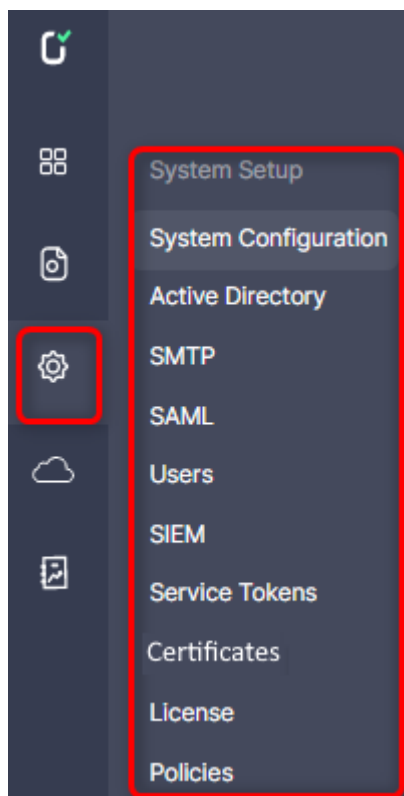 System Setup
System Configuration
Active Directory
SMTP
SAML
Users
SIEM
Service Tokens
Certificates
License
Policies